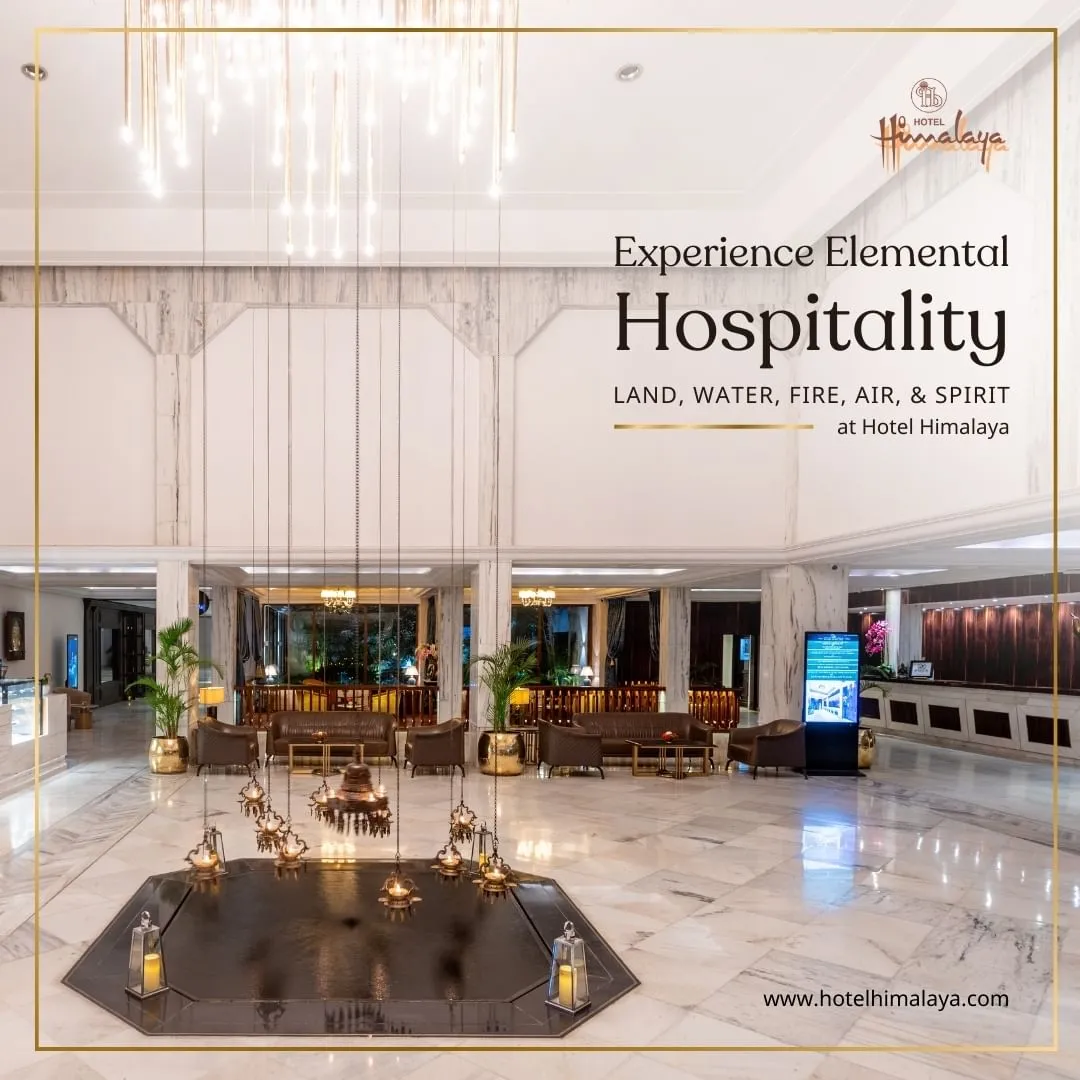 HOTEL
Himalaya
Experience Elemental
Hospitality
LAND, WATER, FIRE, AIR, & SPIRIT
at Hotel Himalaya
www.hotelhimalaya.com